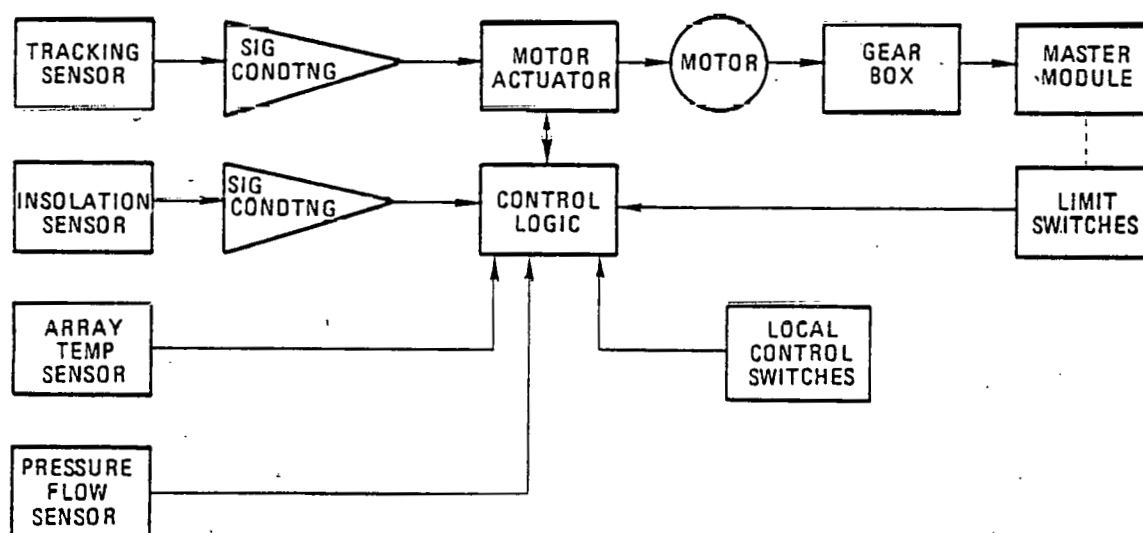 TRACKING
SENSOR
SIG
CONDTNG
MOTOR
ACTUATOR
MOTOR
GEAR
BOX
MASTER
MODULE
INSOLATION
SENSOR
SIG
CONDTNG
CONTROL
LOGIC
LIMIT
SWITCHES
ARRAY
TEMP
SENSOR
LOCAL
CONTROL
SWITCHES
PRESSURE
FLOW
SENSOR